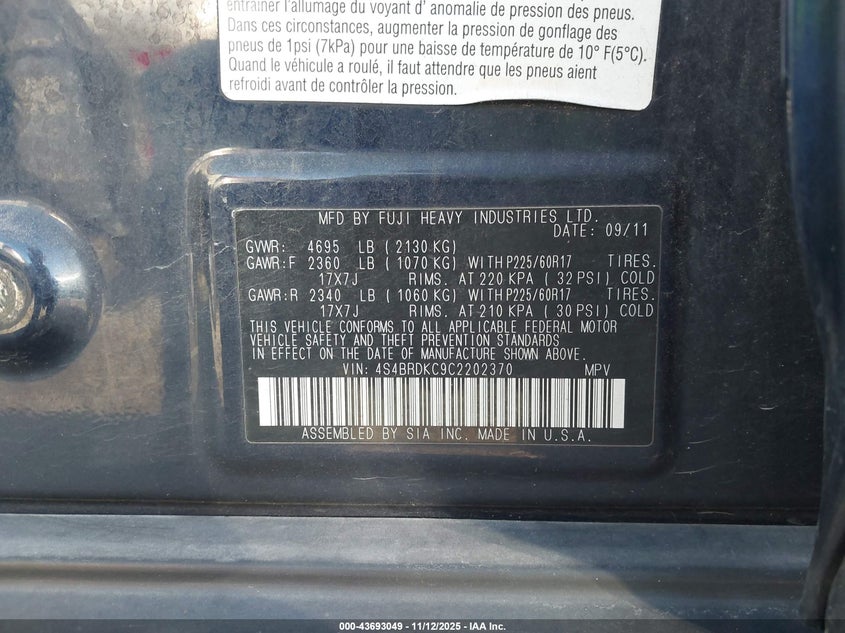 entraîner l'allumage du voyant d' anomalie de pression des pneus.
Dans ces circonstances, augmenter la pression de gonflage des
pneus de 1psi (7kPa) pour une baisse de température de 10° F(5°C).
Quand le véhicule a roulé, il faut attendre que les pneus aient
refroidi avant de contrôler la pression.
MFD BY FUJI HEAVY INDUSTRIES LTD.
DATE: 09/11
GVWR: 4695 LB ( 2130 KG)
GAWR:F 2360 LB ( 1070 KG) WITH P225/60R17 TIRES.
17X7J RIMS. AT 220 KPA ( 32 PSI) COLD
GAWR:R 2340 LB ( 1060 KG) WITH P225/60R17 TIRES.
17X7J RIMS. AT 210 KPA ( 30 PSI) COLD
THIS VEHICLE CONFORMS TO ALL APPLICABLE FEDERAL MOTOR
VEHICLE SAFETY AND THEFT PREVENTION STANDARDS
IN EFFECT ON THE DATE OF MANUFACTURE SHOWN ABOVE.
VIN: 4S4BRDKC9C2202370 MPV
ASSEMBLED BY SIA INC. MADE IN U.S.A.
000-43693049 - 11/12/2025 - IAA Inc.